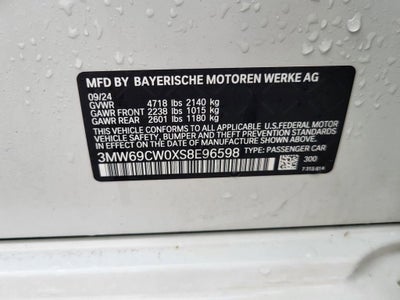 MFD BY BAYERISCHE MOTOREN WERKE AG
09/24
GVWR 4718 lbs 2140 kg
GAWR FRONT 2238 lbs 1015 kg
GAWR REAR 2601 lbs 1180 kg
THIS VEHICLE CONFORMS TO ALL APPLICABLE U.S. FEDERAL MOTOR
VEHICLE SAFETY, BUMPER, AND THEFT PREVENTION STANDARDS
IN EFFECT ON THE DATE OF MANUFACTURE SHOWN ABOVE.
3MW69CW0XS8E96598 TYPE: PASSENGER CAR
300